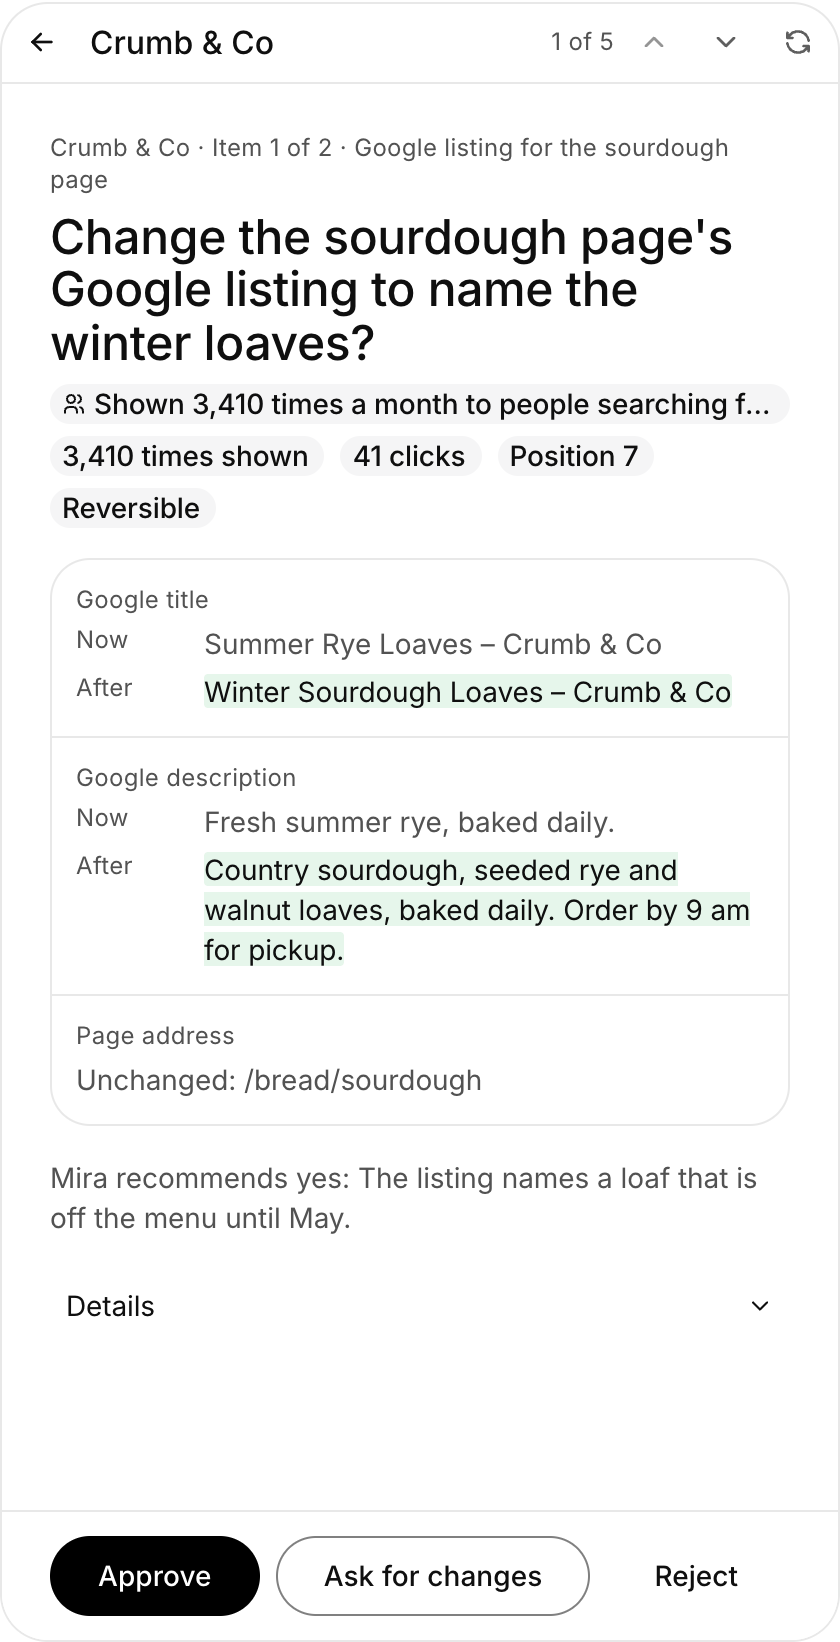 Crumb & Co
1 of 5
Crumb & Co · Item 1 of 2 · Google listing for the sourdough
page
Change the sourdough page's
Google listing to name the
winter loaves?
Shown 3,410 times a month to people searching f…
3,410 times shown
41 clicks
Position 7
Reversible
Google title
Now
Summer Rye Loaves – Crumb & Co
After
Winter Sourdough Loaves – Crumb & Co
Google description
Now
Fresh summer rye, baked daily.
After
Country sourdough, seeded rye and
walnut loaves, baked daily. Order by 9 am
for pickup.
Page address
Unchanged: /bread/sourdough
Mira recommends yes: The listing names a loaf that is
off the menu until May.
Details
Approve
Ask for changes
Reject